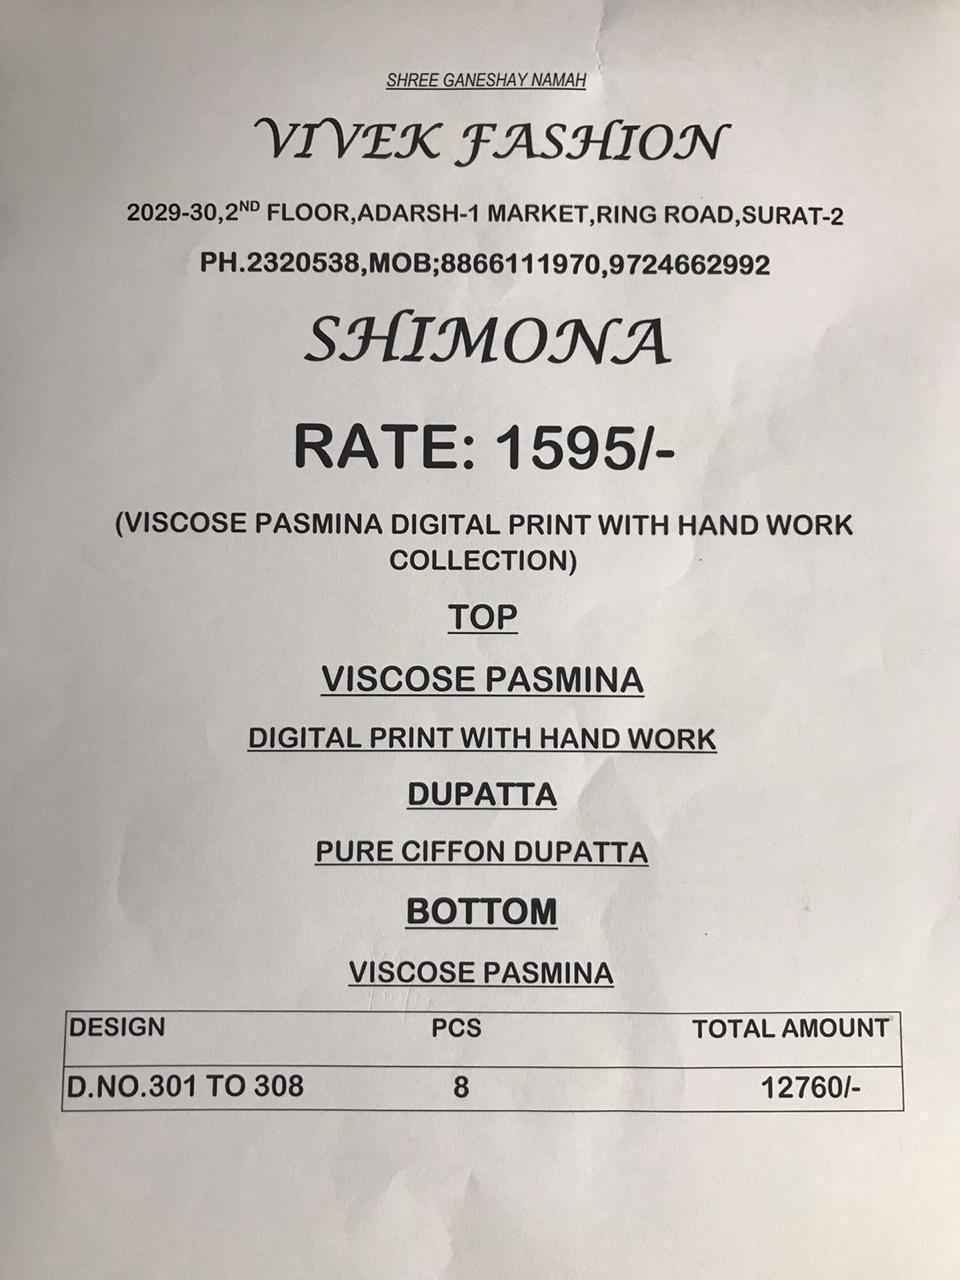 SHREE GANESHAY NAMAH
VIVEK FASHION
2029-30,2ND FLOOR,ADARSH-1 MARKET,RING ROAD,SURAT-2
PH.2320538,MOB;8866111970,9724662992
SHIMONA
RATE: 1595/-
(VISCOSE PASMINA DIGITAL PRINT WITH HAND WORK
COLLECTION)
TOP
VISCOSE PASMINA
DIGITAL PRINT WITH HAND WORK
DUPATTA
PURE CIFFON DUPATTA
BOTTOM
VISCOSE PASMINA
DESIGN PCS TOTAL AMOUNT
D.NO.301 TO 308 8 12760/-